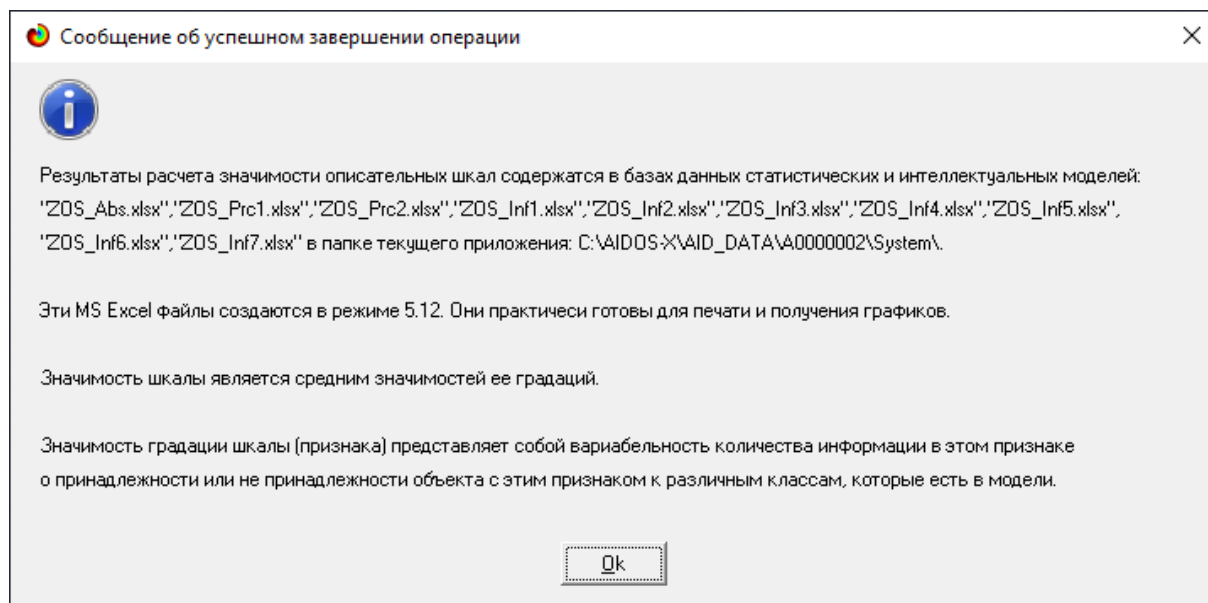 Сообщение об успешном завершении операции
Результаты расчета значимости описательных шкал содержатся в базах данных статистических и интеллектуальных моделей:
"ZOS_Abs.xlsx","ZOS_Prc1.xlsx","ZOS_Prc2.xlsx","ZOS_Inf1.xlsx","ZOS_Inf2.xlsx","ZOS_Inf3.xlsx","ZOS_Inf4.xlsx","ZOS_Inf5.xlsx",
"ZOS_Inf6.xlsx","ZOS_Inf7.xlsx" в папке текущего приложения: C:\AIDOS-X\AID_DATA\A0000002\System\.
Эти MS Excel файлы создаются в режиме 5.12. Они практичеси готовы для печати и получения графиков.
Значимость шкалы является средним значимостей ее градаций.
Значимость градации шкалы (признака) представляет собой вариабельность количества информации в этом признаке
о принадлежности или не принадлежности объекта с этим признаком к различным классам, которые есть в модели.
Ok